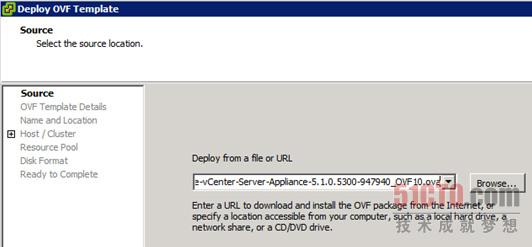 Deploy OVF Template
Source
Select the source location.
Source
OVF Template Details
Name and Location
Host / Cluster
Resource Pool
Disk Format
Ready to Complete
Deploy from a file or URL
e-vCenter-Server-Appliance-5.1.0.5300-947940_OVF10.ova
Browse...
Enter a URL to download and install the OVF package from the Internet, or
specify a location accessible from your computer, such as a local hard drive, a
network share, or a CD/DVD drive.
51CTO.com
技术成就梦想